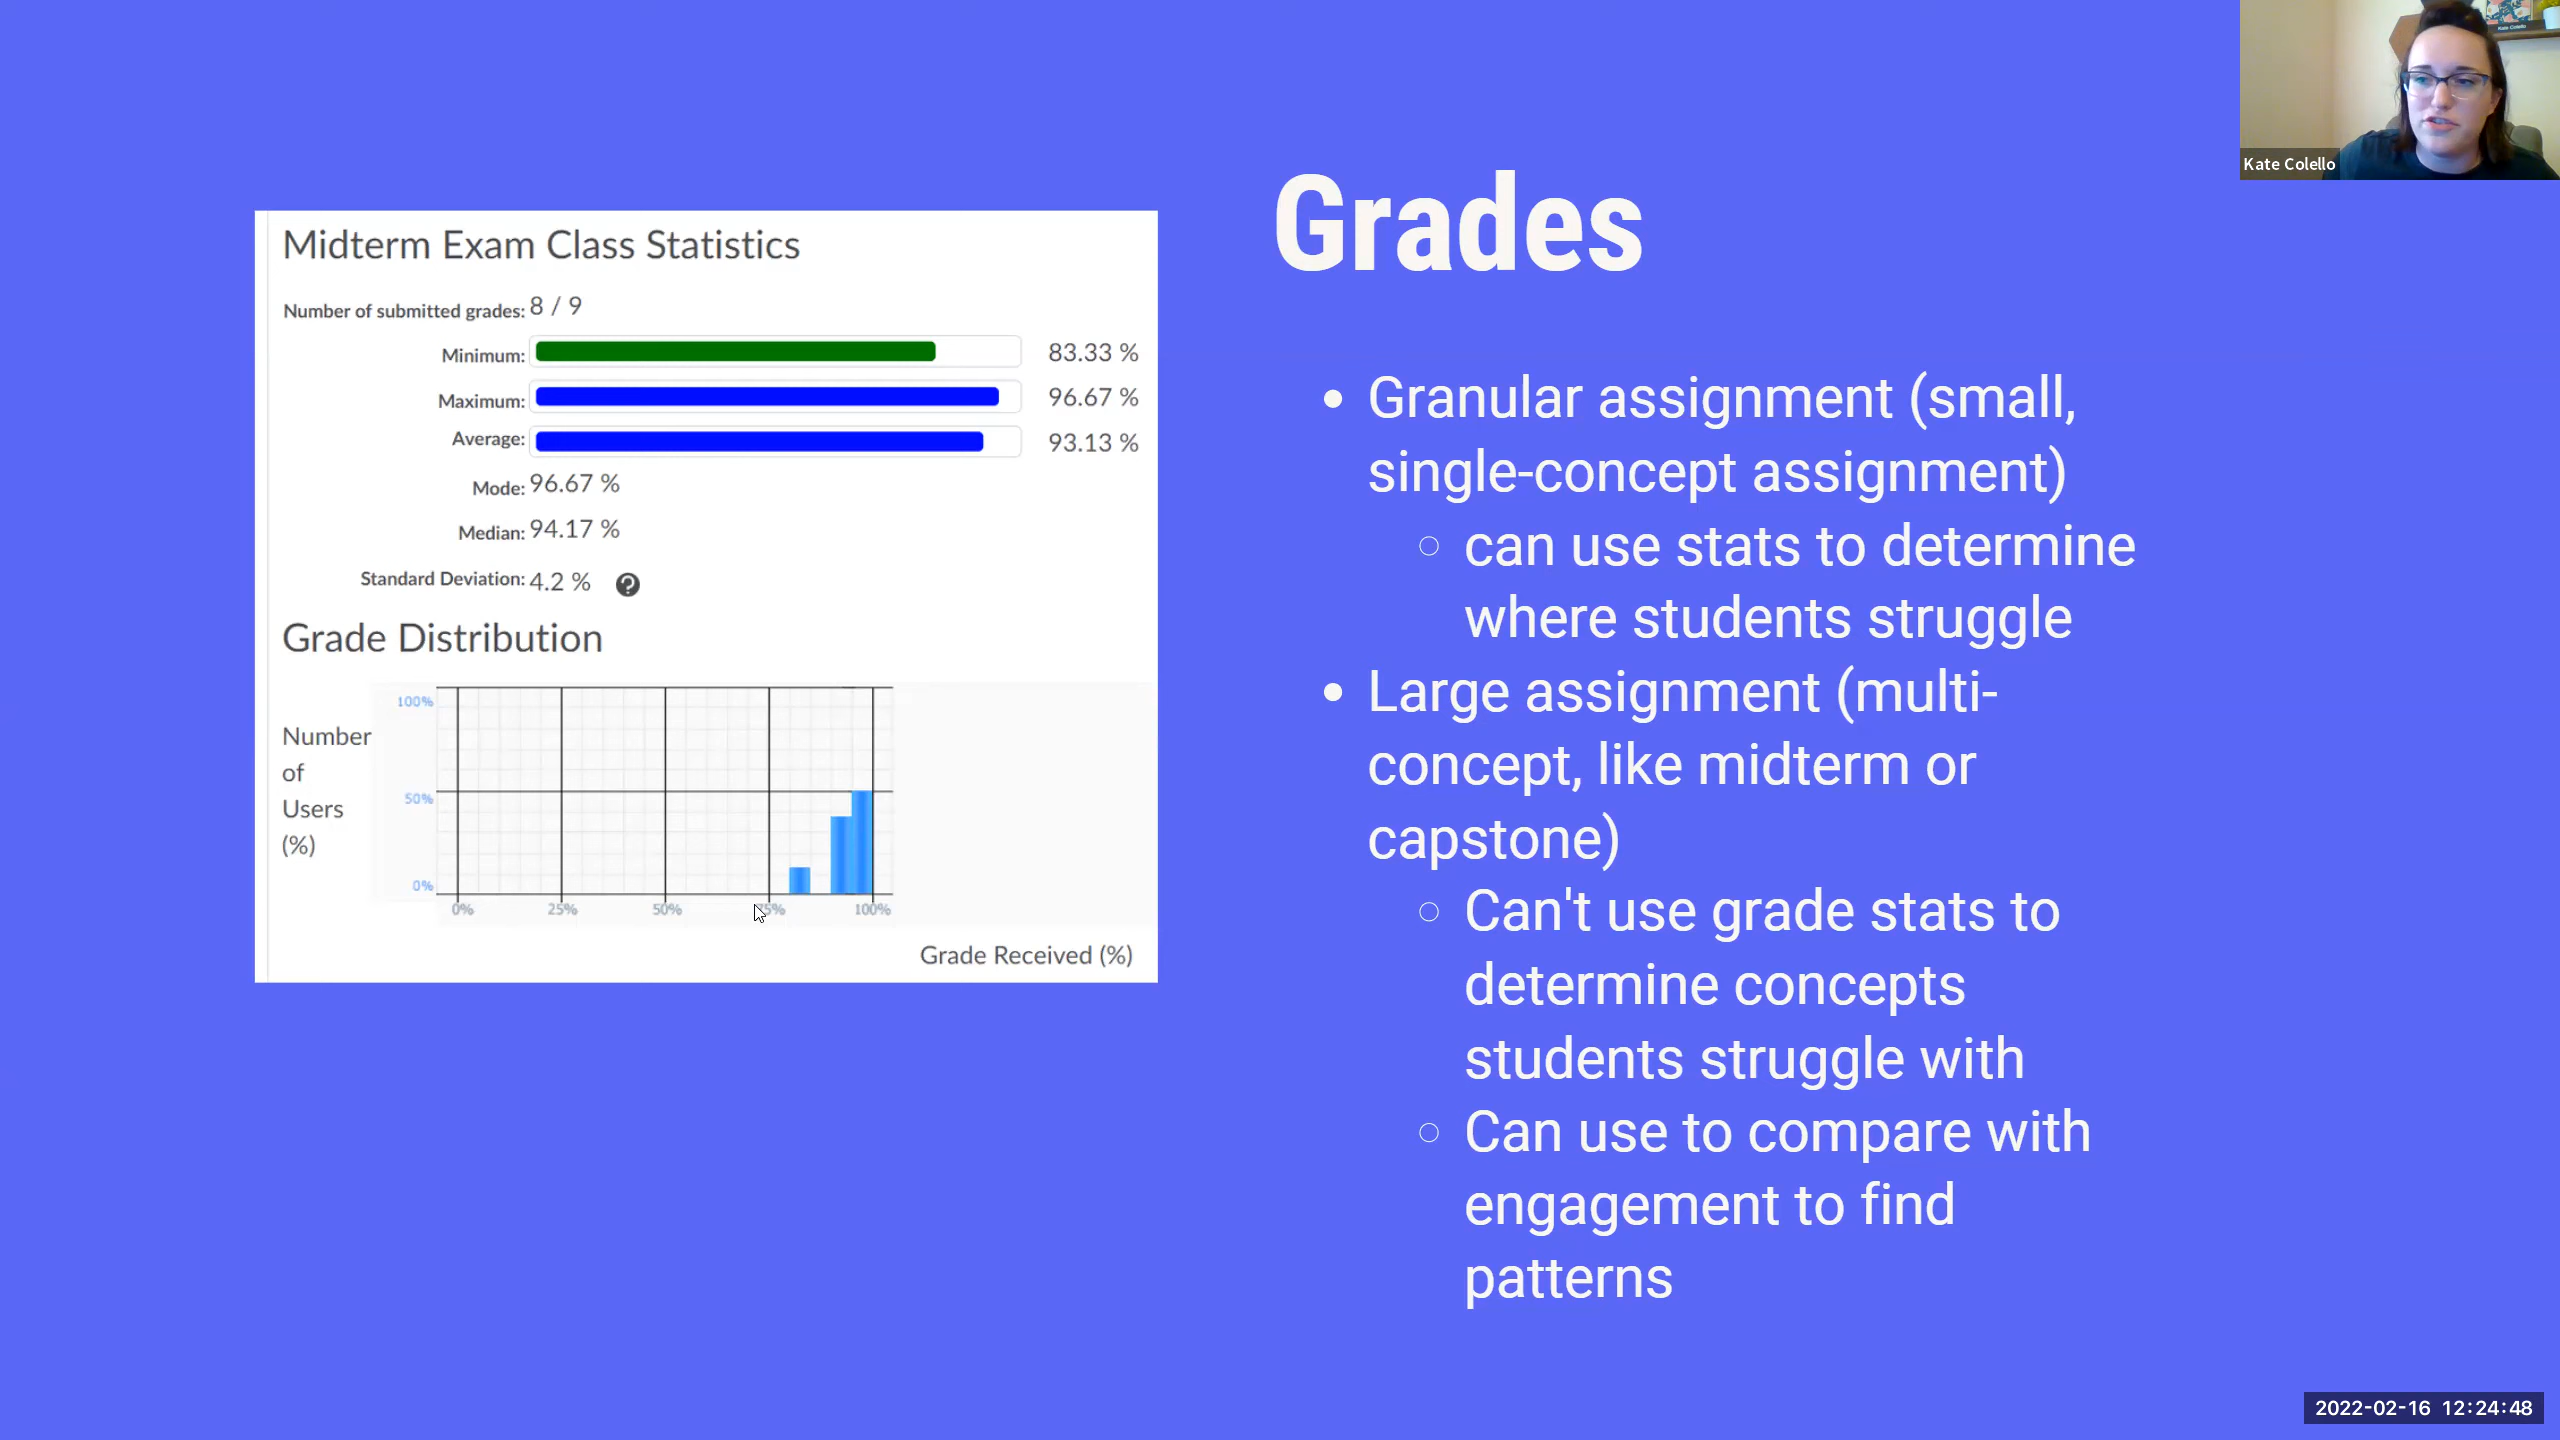 Kate Colello
Midterm Exam Class Statistics
Number of submitted grades: 8 / 9
Minimum: 83.33 %
Maximum: 96.67 %
Average: 93.13 %
Mode: 96.67 %
Median: 94.17 %
Standard Deviation: 4.2 % ?
Grade Distribution
Number
of
Users
(%)
100%
50%
0%
0% 25% 50% 100%
Grade Received (%)
Grades
• Granular assignment (small,
single-concept assignment)
○ can use stats to determine
where students struggle
• Large assignment (multi-
concept, like midterm or
capstone)
○ Can't use grade stats to
determine concepts
students struggle with
○ Can use to compare with
engagement to find
patterns
2022-02-16 12:24:48